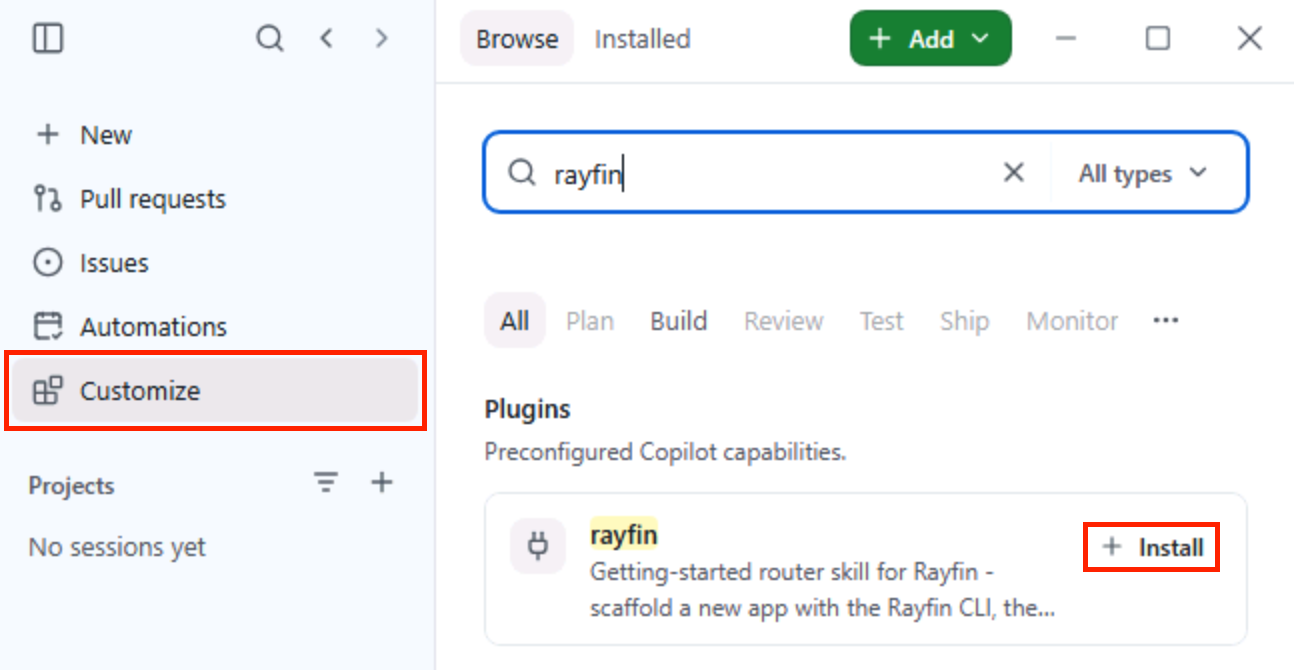 New
Pull requests
Issues
Automations
Customize
Projects
No sessions yet
Browse Installed
Add
rayfin All types
All Plan Build Review Test Ship Monitor ...
Plugins
Preconfigured Copilot capabilities.
rayfin
Install
Getting-started router skill for Rayfin -
scaffold a new app with the Rayfin CLI, the...